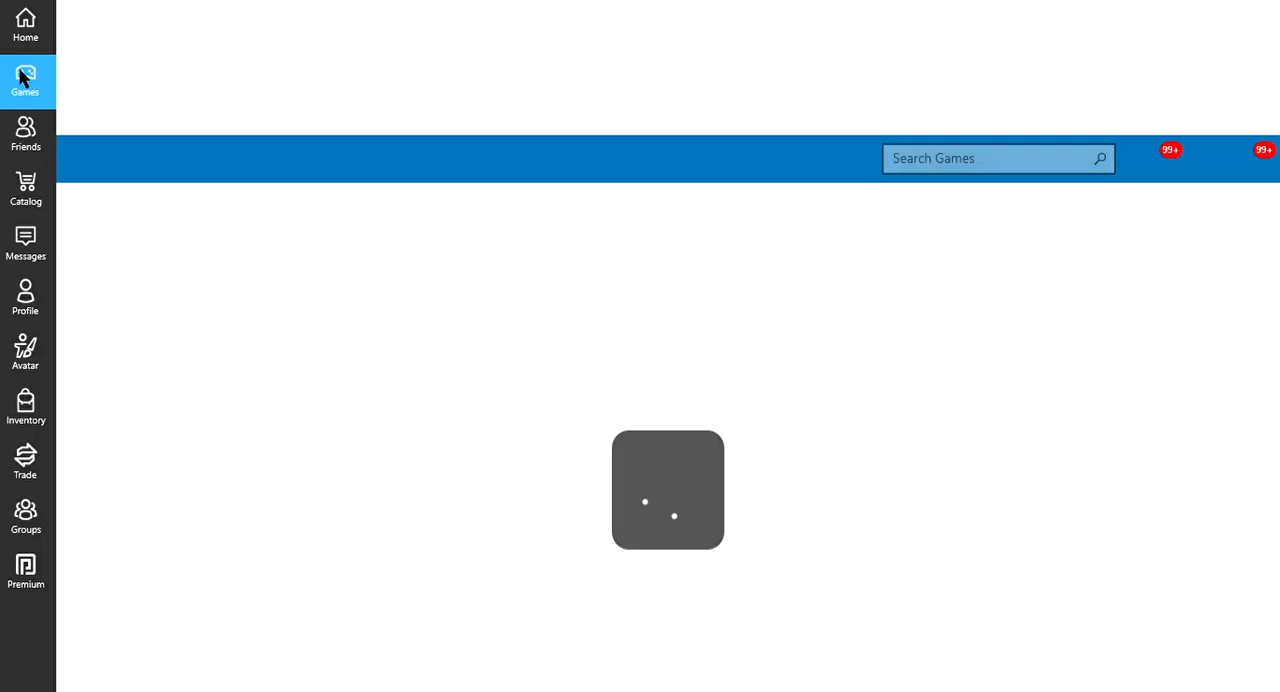 Home
Games
Friends
Catalog
Messages
Profile
Avatar
Inventory
Trade
Groups
Premium
Search Games
99+
99+